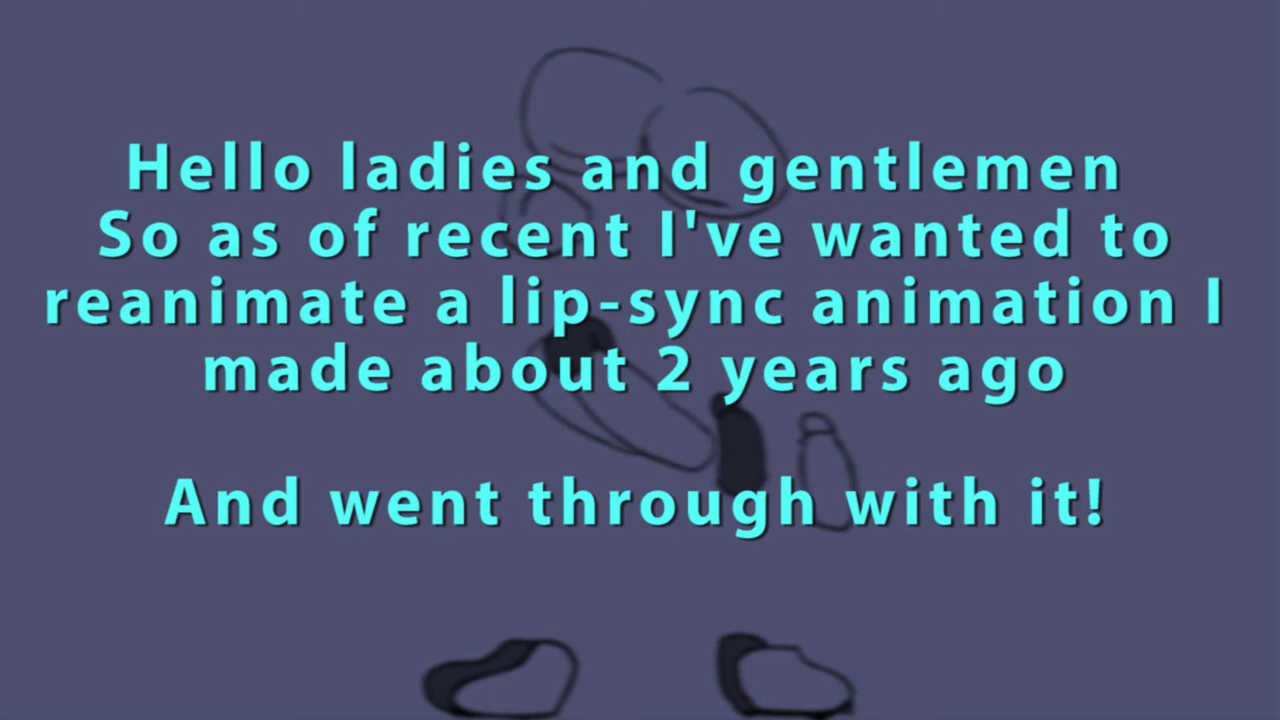 Hello ladies and gentlemen
So as of recent I've wanted to
reanimate a lip-sync animation I
made about 2 years ago
And went through with it!